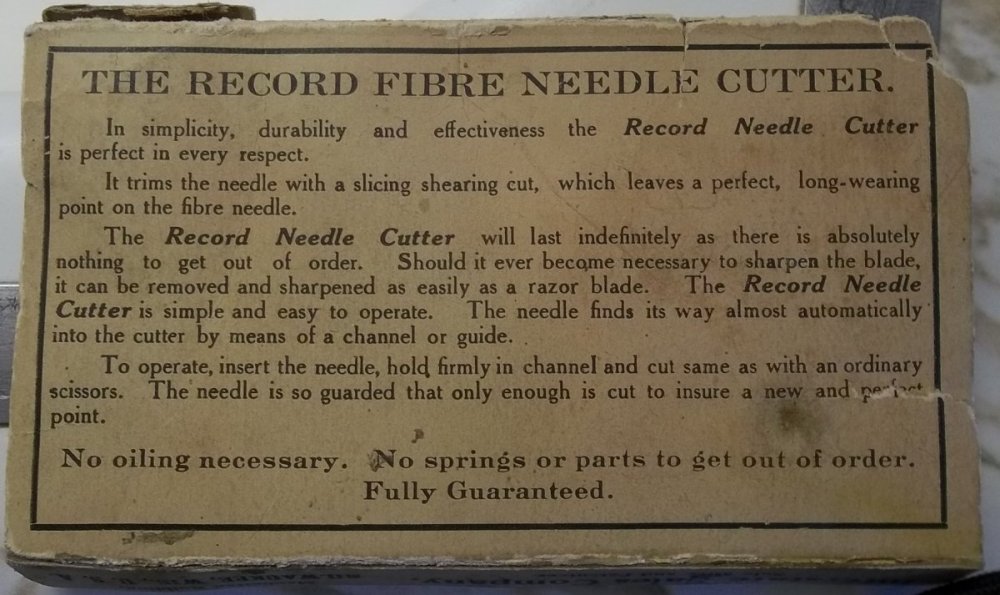 THE RECORD FIBRE NEEDLE CUTTER.
In simplicity, durability and effectiveness the Record Needle Cutter
is perfect in every respect.
It trims the needle with a slicing shearing cut, which leaves a perfect, long-wearing
point on the fibre needle.
The Record Needle Cutter will last indefinitely as there is absolutely
nothing to get out of order. Should it ever become necessary to sharpen the blade,
it can be removed and sharpened as easily as a razor blade. The Record Needle
Cutter is simple and easy to operate. The needle finds its way almost automatically
into the cutter by means of a channel or guide.
To operate, insert the needle, hold firmly in channel and cut same as with an ordinary
scissors. The needle is so guarded that only enough is cut to insure a new and perfect
point.
No oiling necessary. No springs or parts to get out of order.
Fully Guaranteed.
MILWAUKEE, WIS., U. S. A.
Sales Company.